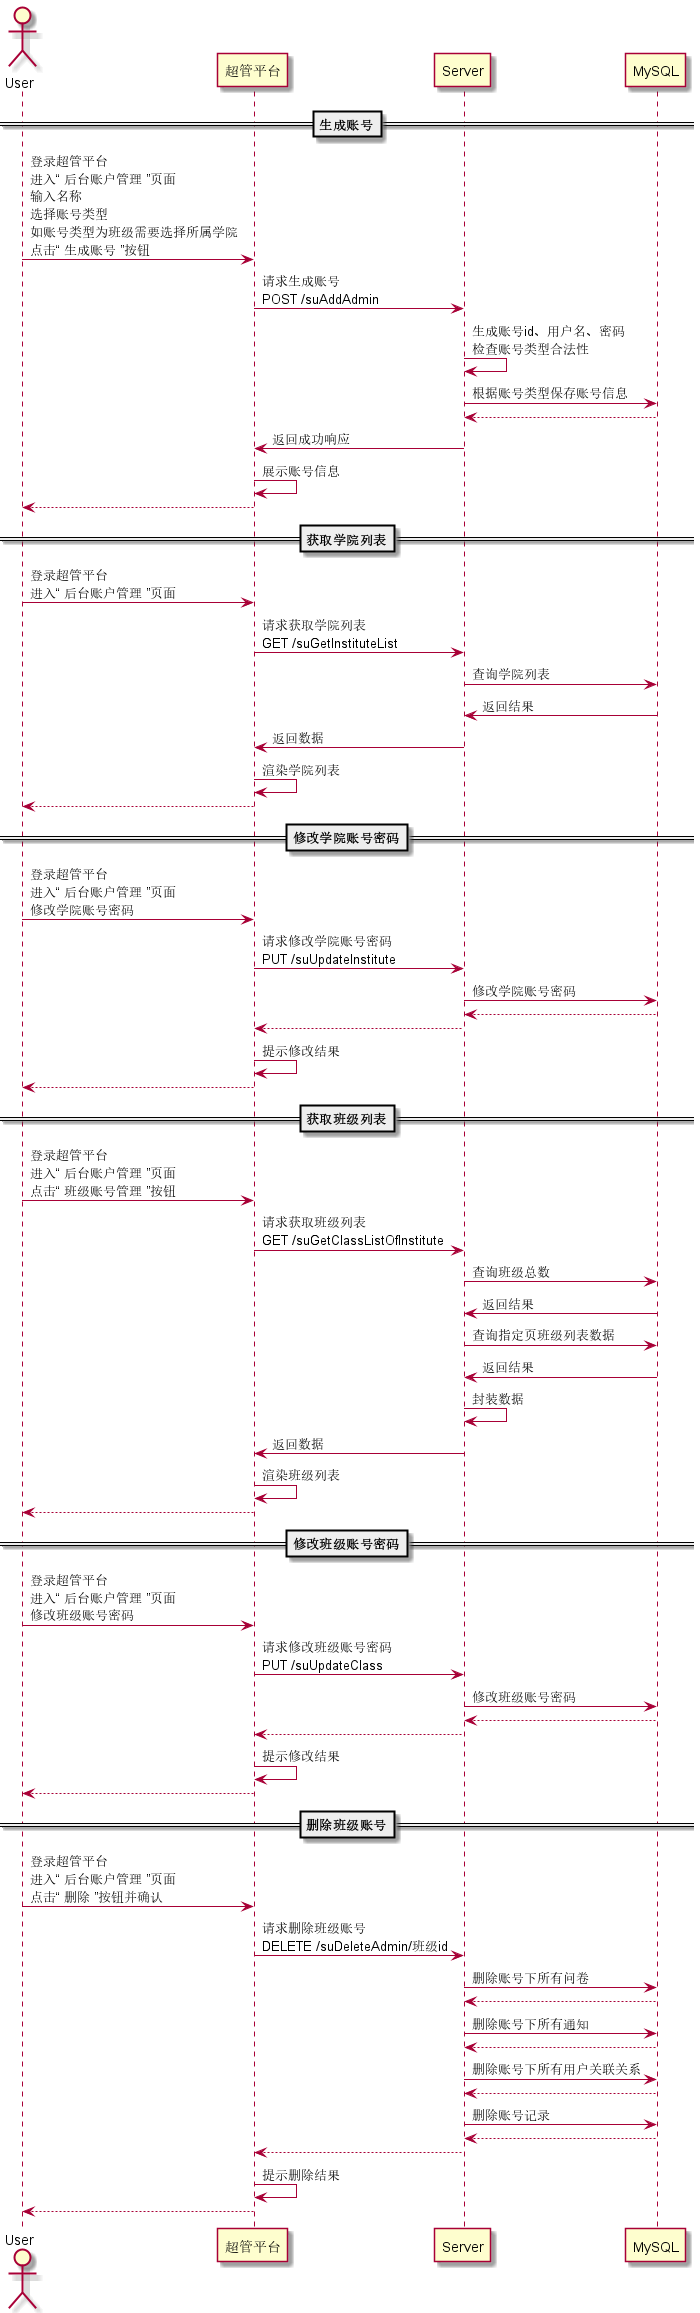 User
超管平台
Server
MySQL
生成账号
登录超管平台
进入“ 后台账户管理 ”页面
输入名称
选择账号类型
如账号类型为班级需要选择所属学院
点击“ 生成账号 ”按钮
请求生成账号
POST /suAddAdmin
生成账号id、用户名、密码
检查账号类型合法性
根据账号类型保存账号信息
返回成功响应
展示账号信息
获取学院列表
登录超管平台
进入“ 后台账户管理 ”页面
请求获取学院列表
GET /suGetInstituteList
查询学院列表
返回结果
返回数据
渲染学院列表
修改学院账号密码
登录超管平台
进入“ 后台账户管理 ”页面
修改学院账号密码
请求修改学院账号密码
PUT /suUpdateInstitute
修改学院账号密码
提示修改结果
获取班级列表
登录超管平台
进入“ 后台账户管理 ”页面
点击“ 班级账号管理 ”按钮
请求获取班级列表
GET /suGetClassListOfInstitute
查询班级总数
返回结果
查询指定页班级列表数据
返回结果
封装数据
返回数据
渲染班级列表
修改班级账号密码
登录超管平台
进入“ 后台账户管理 ”页面
修改班级账号密码
请求修改班级账号密码
PUT /suUpdateClass
修改班级账号密码
提示修改结果
删除班级账号
登录超管平台
进入“ 后台账户管理 ”页面
点击“ 删除 ”按钮并确认
请求删除班级账号
DELETE /suDeleteAdmin/班级id
删除账号下所有问卷
删除账号下所有通知
删除账号下所有用户关联关系
删除账号记录
提示删除结果
User
超管平台
Server
MySQL